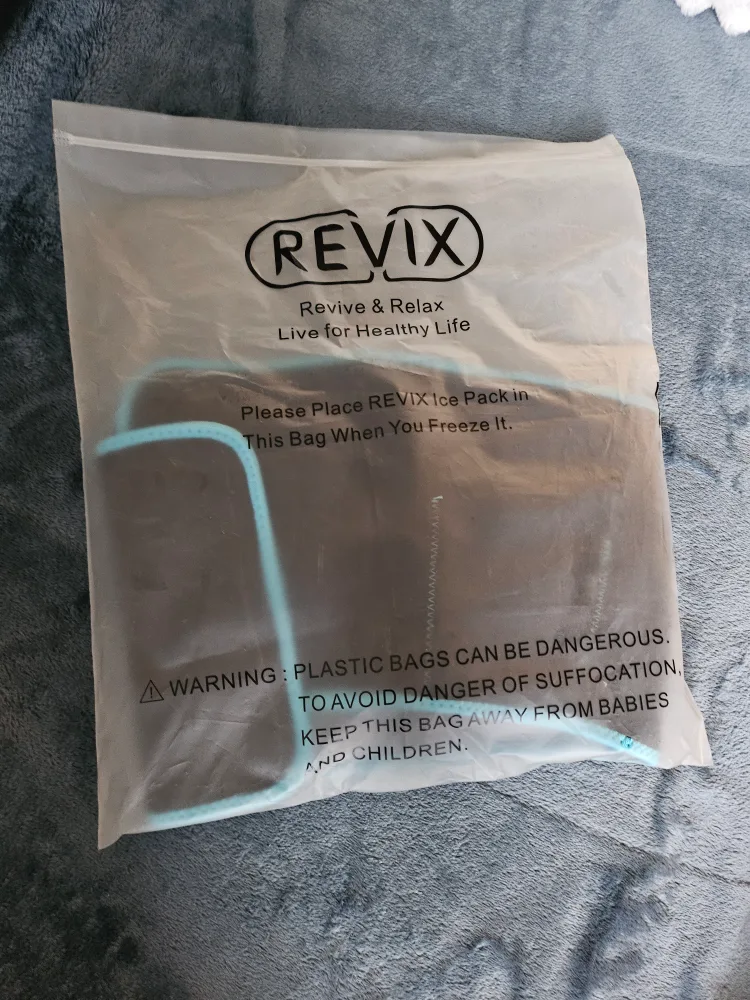 REVIX
Revive & Relax
Live for Healthy Life
Please Place REVIX Ice Pack in
This Bag When You Freeze It.
⚠ WARNING : PLASTIC BAGS CAN BE DANGEROUS.
TO AVOID DANGER OF SUFFOCATION,
KEEP THIS BAG AWAY FROM BABIES
AND CHILDREN.